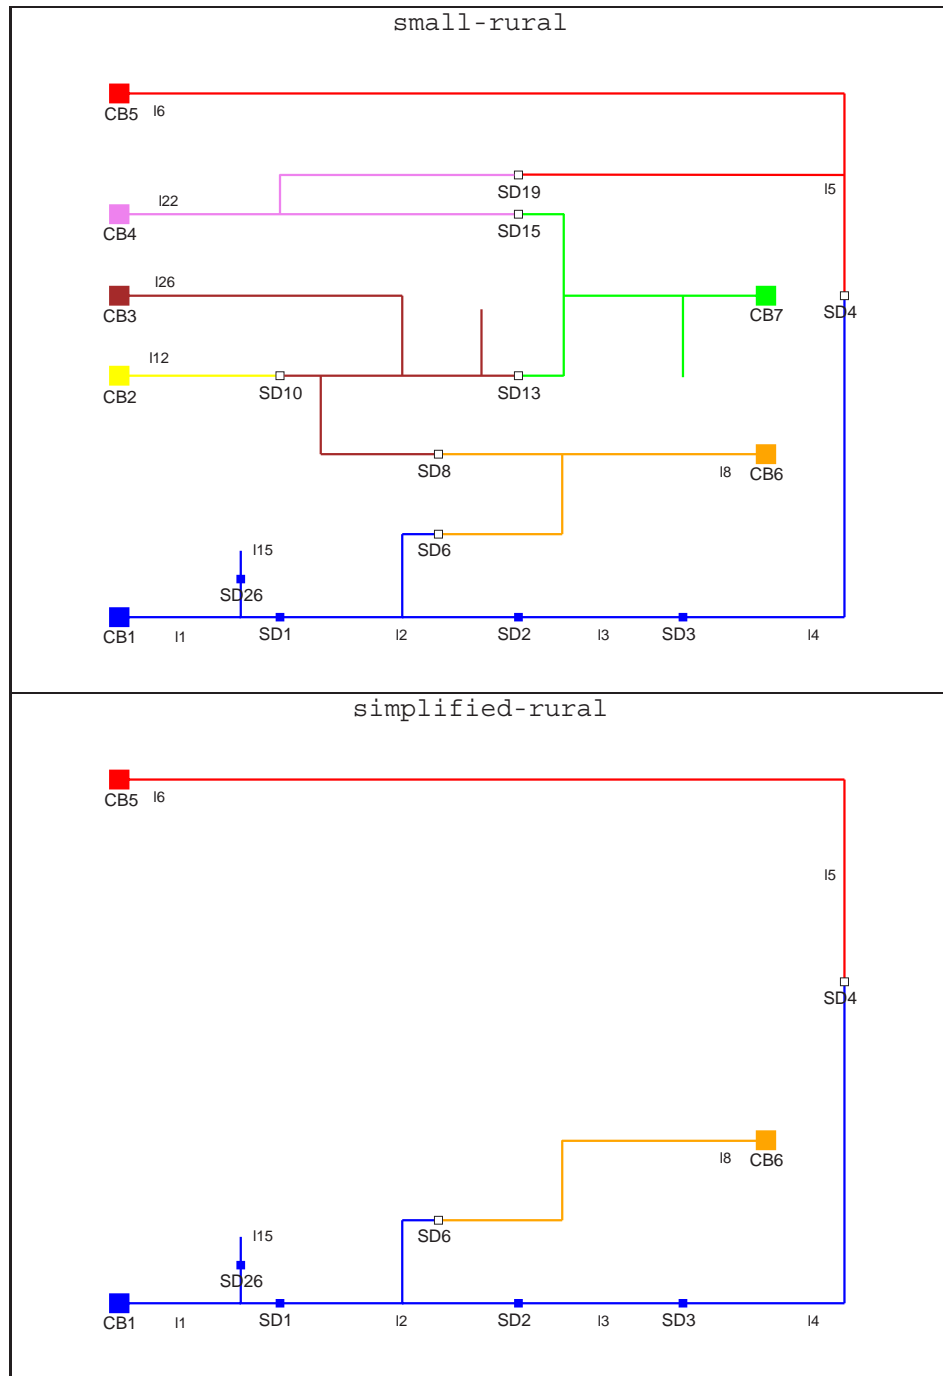 small-rural
CB5
l6
SD19
l5
l22
CB4
SD15
l26
CB3
CB7
SD4
l12
CB2
SD10
SD13
SD8
l8
CB6
l15
SD6
SD26
CB1
l1
SD1
l2
SD2
l3
SD3
l4
simplified-rural
CB5
l6
l5
SD4
l8
CB6
l15
SD6
SD26
CB1
l1
SD1
l2
SD2
l3
SD3
l4